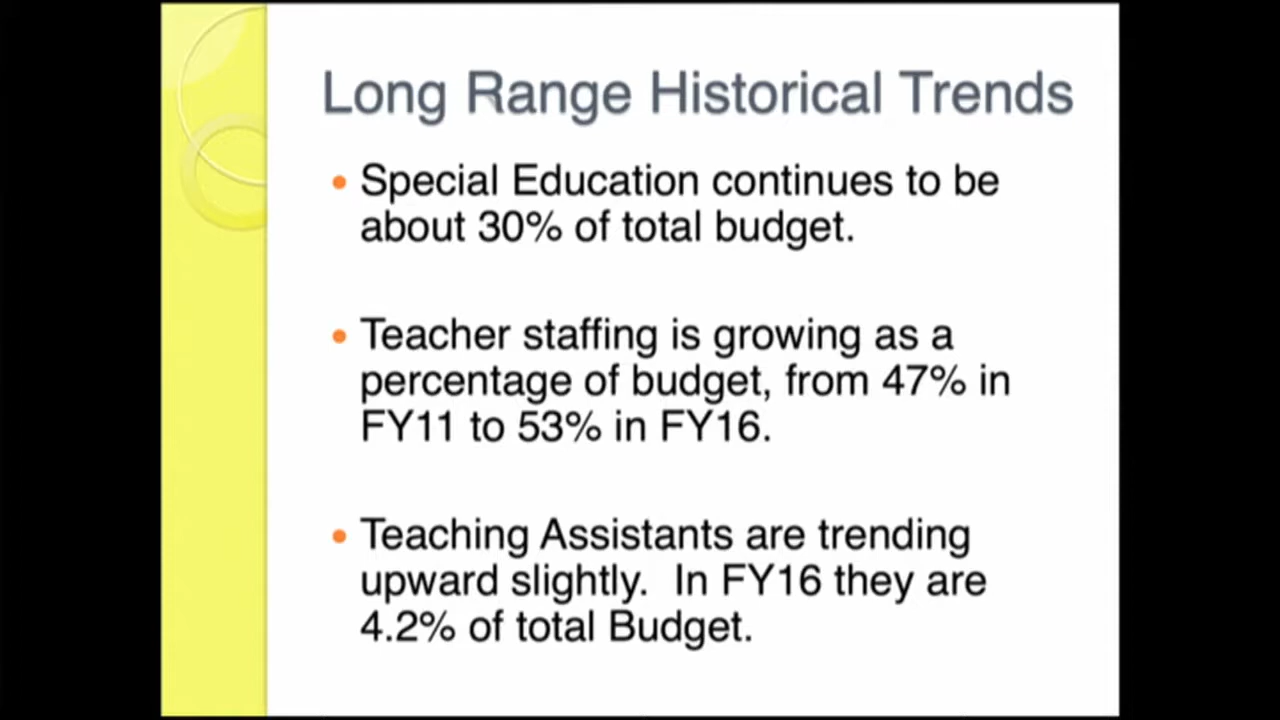 Long Range Historical Trends
• Special Education continues to be
about 30% of total budget.
• Teacher staffing is growing as a
percentage of budget, from 47% in
FY11 to 53% in FY16.
• Teaching Assistants are trending
upward slightly.  In FY16 they are
4.2% of total Budget.